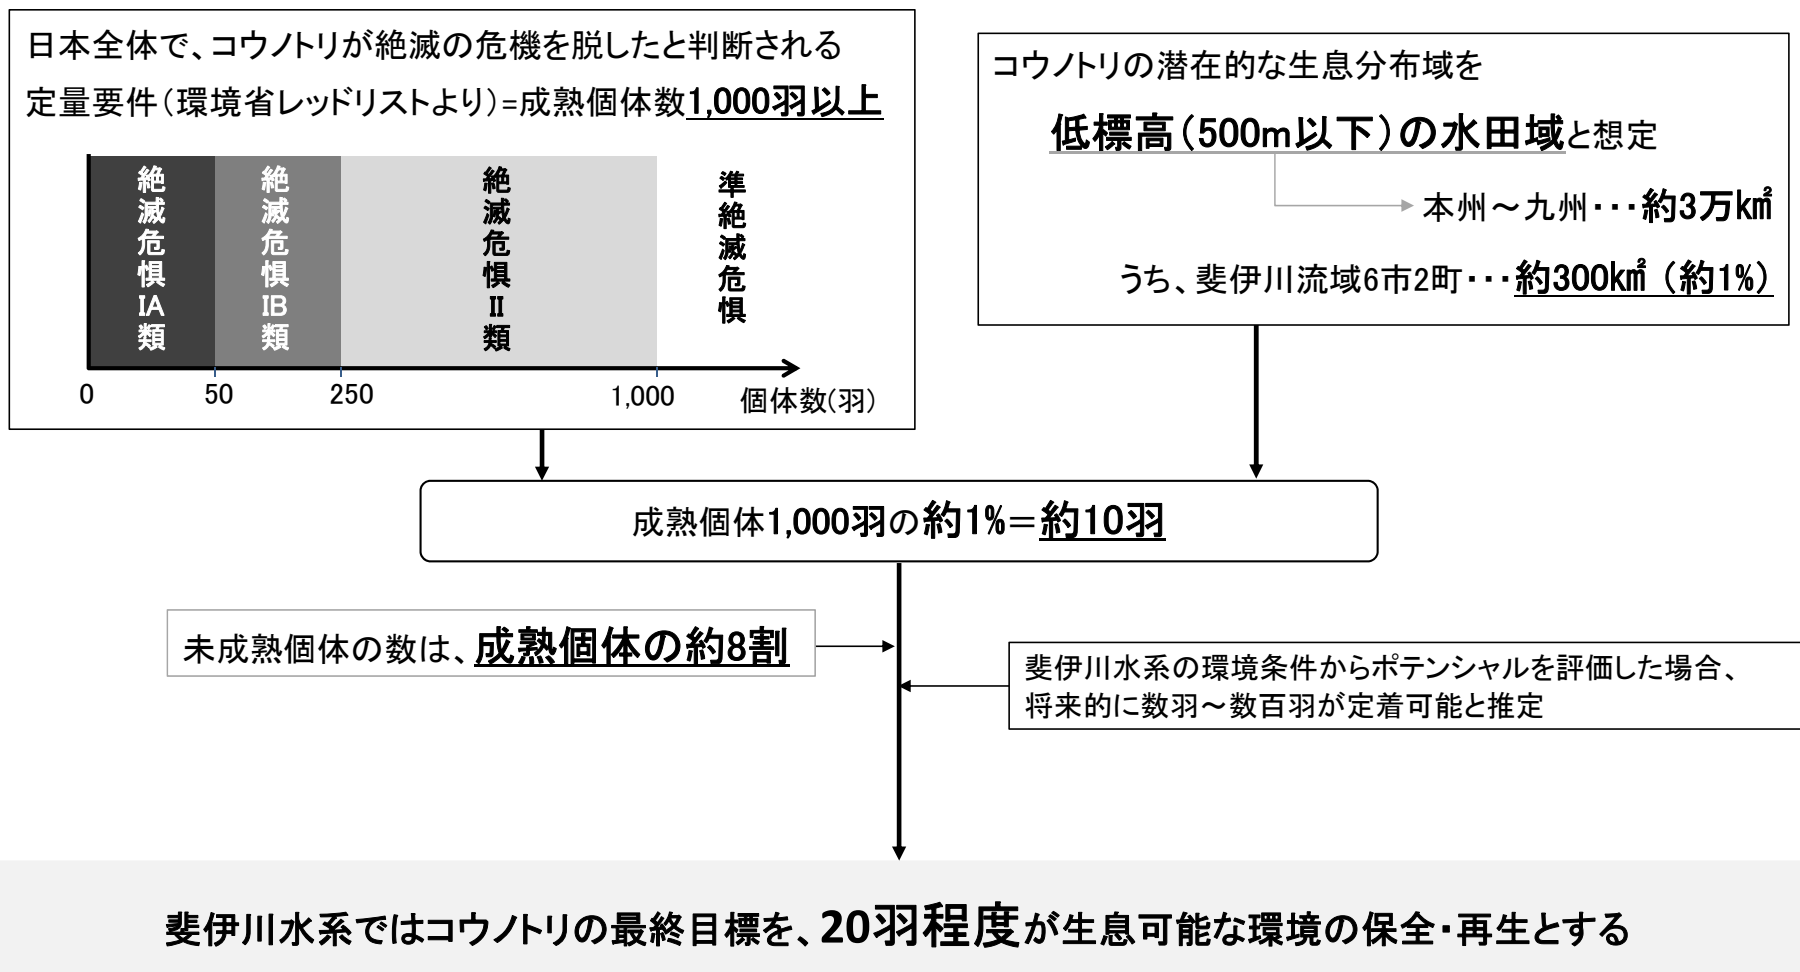 日本全体で、コウノトリが絶滅の危機を脱したと判断される
定量要件（環境省レッドリストより）=成熟個体数1,000羽以上
絶滅危惧IA類
絶滅危惧IB類
絶滅危惧Ⅱ類
準絶滅危惧
0
50
250
1,000
個体数(羽)
コウノトリの潜在的な生息分布域を
低標高（500m以下）の水田域と想定
本州～九州・・・約3万㎢
うち、斐伊川流域6市2町・・・約300㎢（約1%）
成熟個体1,000羽の約1%＝約10羽
未成熟個体の数は、成熟個体の約8割
斐伊川水系の環境条件からポテンシャルを評価した場合、
将来的に数羽～数百羽が定着可能と推定
斐伊川水系ではコウノトリの最終目標を、20羽程度が生息可能な環境の保全・再生とする